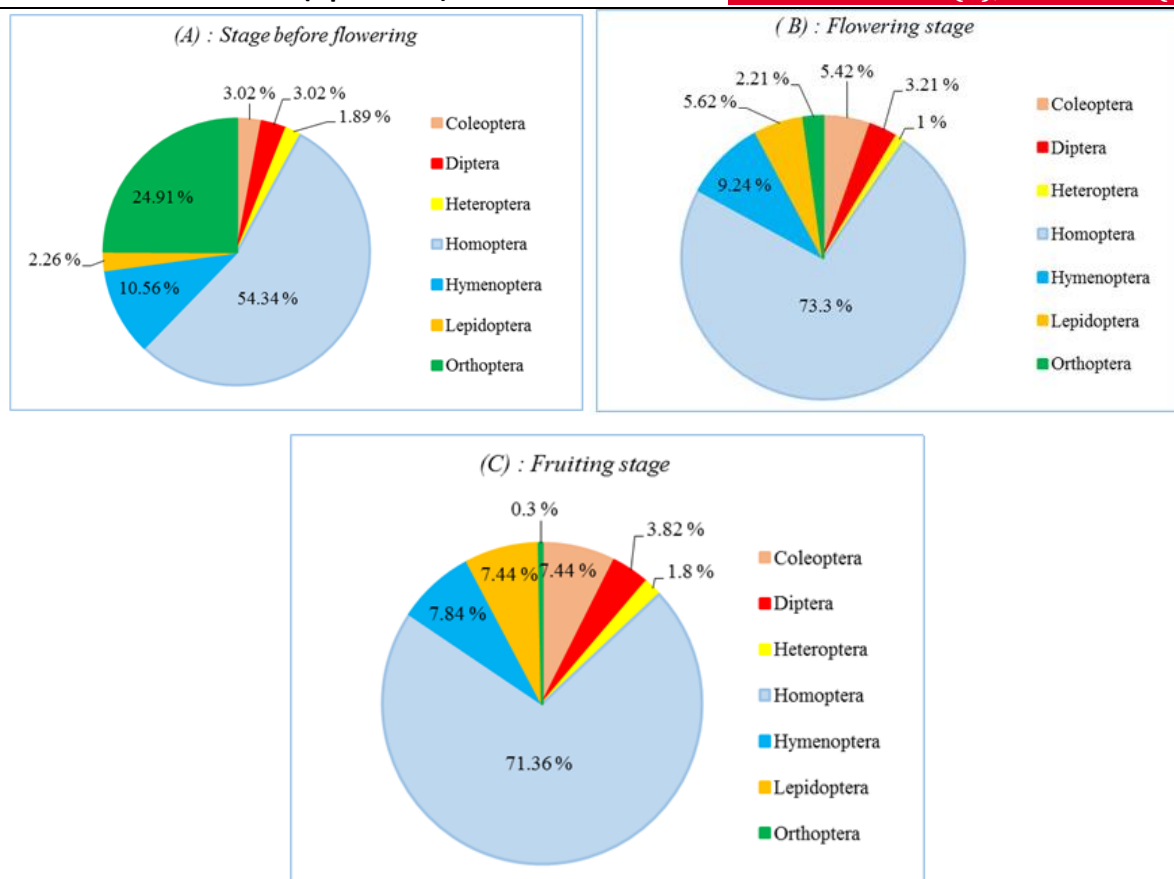 (A) : Stage before flowering
3.02 %
3.02 %
1.89 %
24.91 %
2.26 %
10.56 %
54.34 %
Coleoptera
Diptera
Heteroptera
Homoptera
Hymenoptera
Lepidoptera
Orthoptera
( B) : Flowering stage
2.21 %
5.42 %
5.62 %
3.21 %
1 %
9.24 %
73.3 %
Coleoptera
Diptera
Heteroptera
Homoptera
Hymenoptera
Lepidoptera
Orthoptera
(C) : Fruiting stage
0.3 %
3.82 %
7.44 %
7.44 %
1.8 %
7.84 %
71.36 %
Coleoptera
Diptera
Heteroptera
Homoptera
Hymenoptera
Lepidoptera
Orthoptera